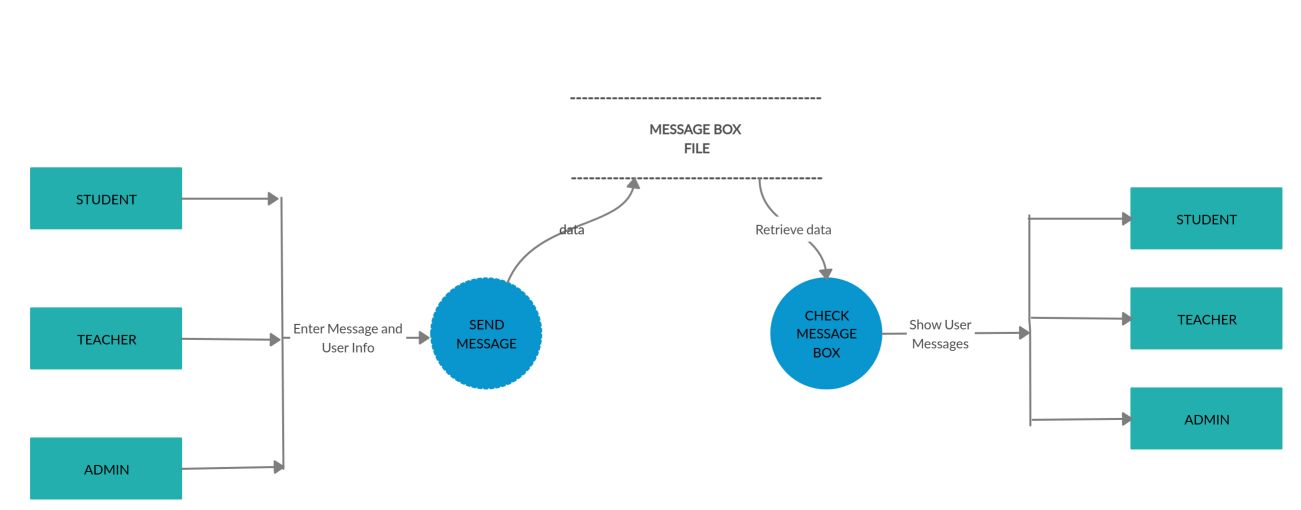 MESSAGE BOX
FILE
STUDENT
TEACHER
ADMIN
Enter Message and
User Info
SEND
MESSAGE
data
Retrieve data
CHECK
MESSAGE
BOX
Show User
Messages
STUDENT
TEACHER
ADMIN